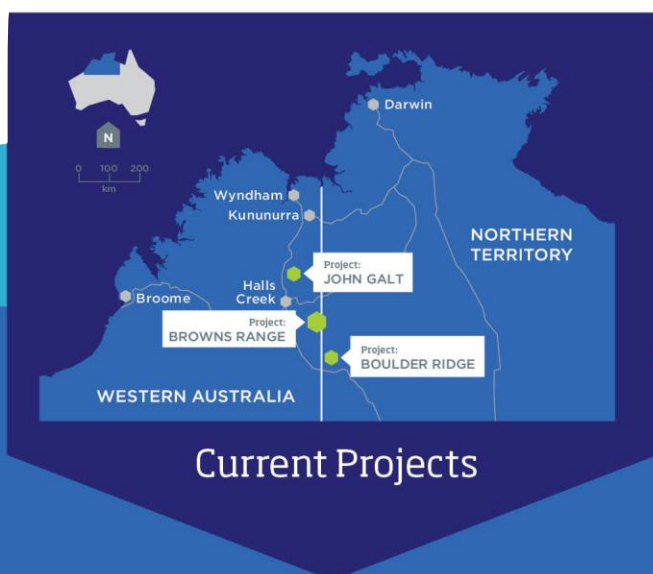 N
0 100 200
km
Darwin
Wyndham
Kununurra
NORTHERN
TERRITORY
Project:
JOHN GALT
Halls
Creek
Broome
Project:
BROWNS RANGE
Project:
BOULDER RIDGE
WESTERN AUSTRALIA
Current Projects